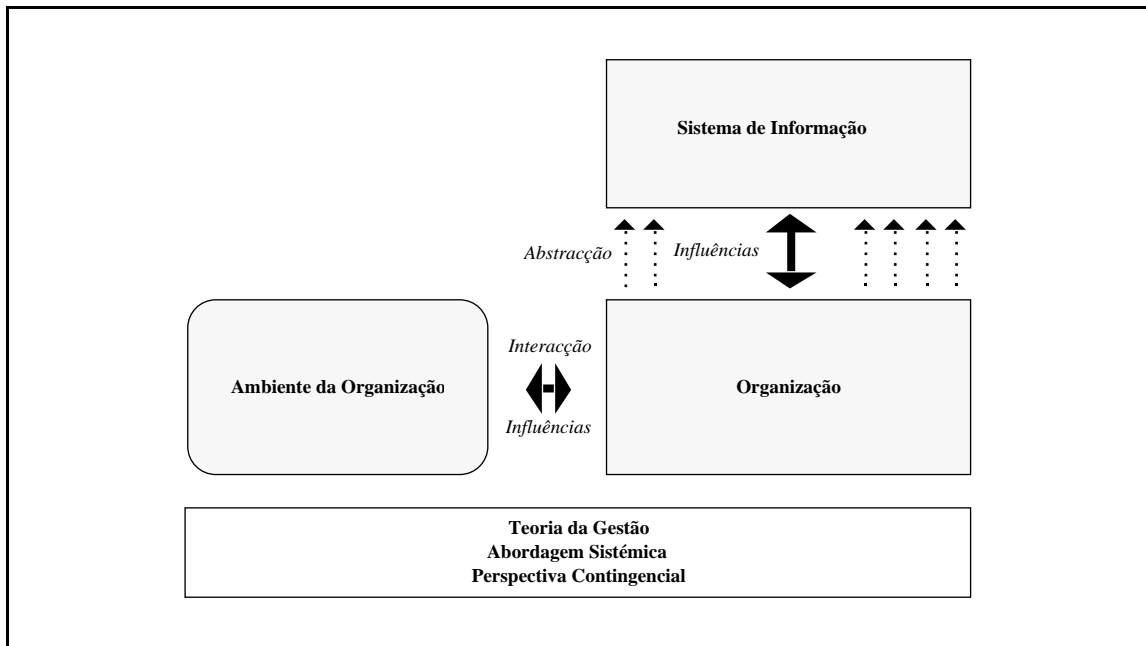 Sistema de Informação
Abstracção
Influências
Interacção
Ambiente da Organização
Organização
Influências
Teoria da Gestão
Abordagem Sistémica
Perspectiva Contingencial